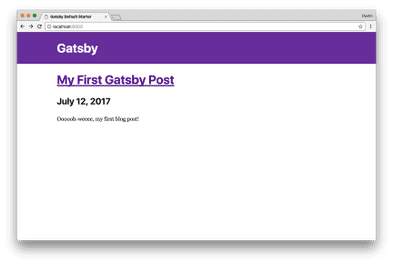 Gatsby Default Starter
Dustin
localhost:8000
Gatsby
My First Gatsby Post
July 12, 2017
Oooooh-weeee, my first blog post!